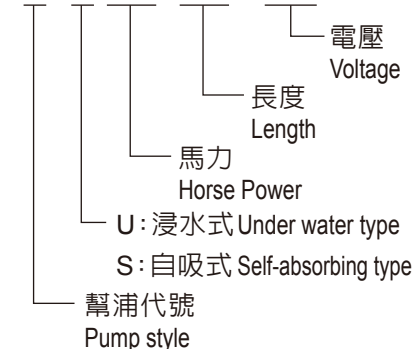 電壓
Voltage
長度
Length
馬力
Horse Power
U:浸水式 Under water type
S:自吸式 Self-absorbing type
幫浦代號
Pump style